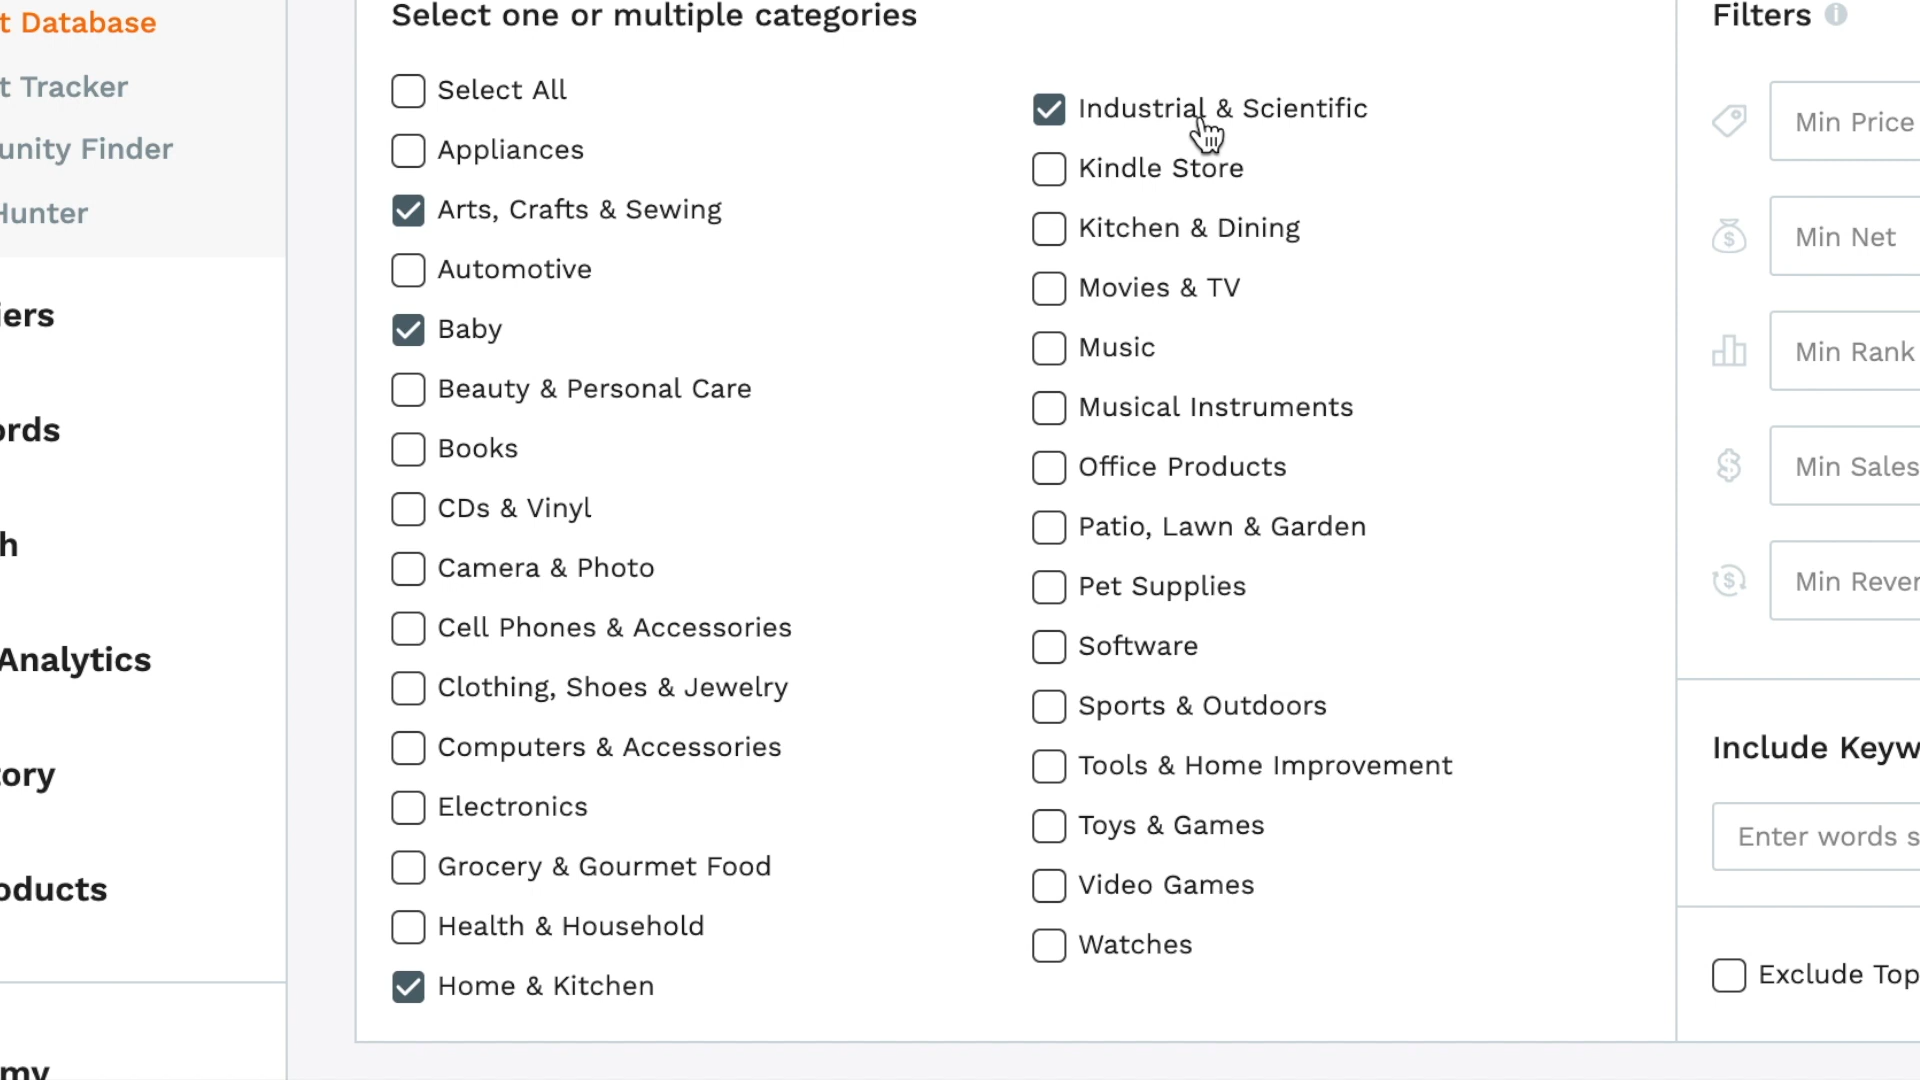 t Database
t Tracker
unity Finder
Hunter
iers
ords
h
Analytics
tory
oducts
my
Select one or multiple categories
Select All
Appliances
Arts, Crafts & Sewing
Automotive
Baby
Beauty & Personal Care
Books
CDs & Vinyl
Camera & Photo
Cell Phones & Accessories
Clothing, Shoes & Jewelry
Computers & Accessories
Electronics
Grocery & Gourmet Food
Health & Household
Home & Kitchen
Industrial & Scientific
Kindle Store
Kitchen & Dining
Movies & TV
Music
Musical Instruments
Office Products
Patio, Lawn & Garden
Pet Supplies
Software
Sports & Outdoors
Tools & Home Improvement
Toys & Games
Video Games
Watches
Filters
Min Price
Min Net
Min Rank
Min Sales
Min Rever
Include Keyw
Enter words s
Exclude Top